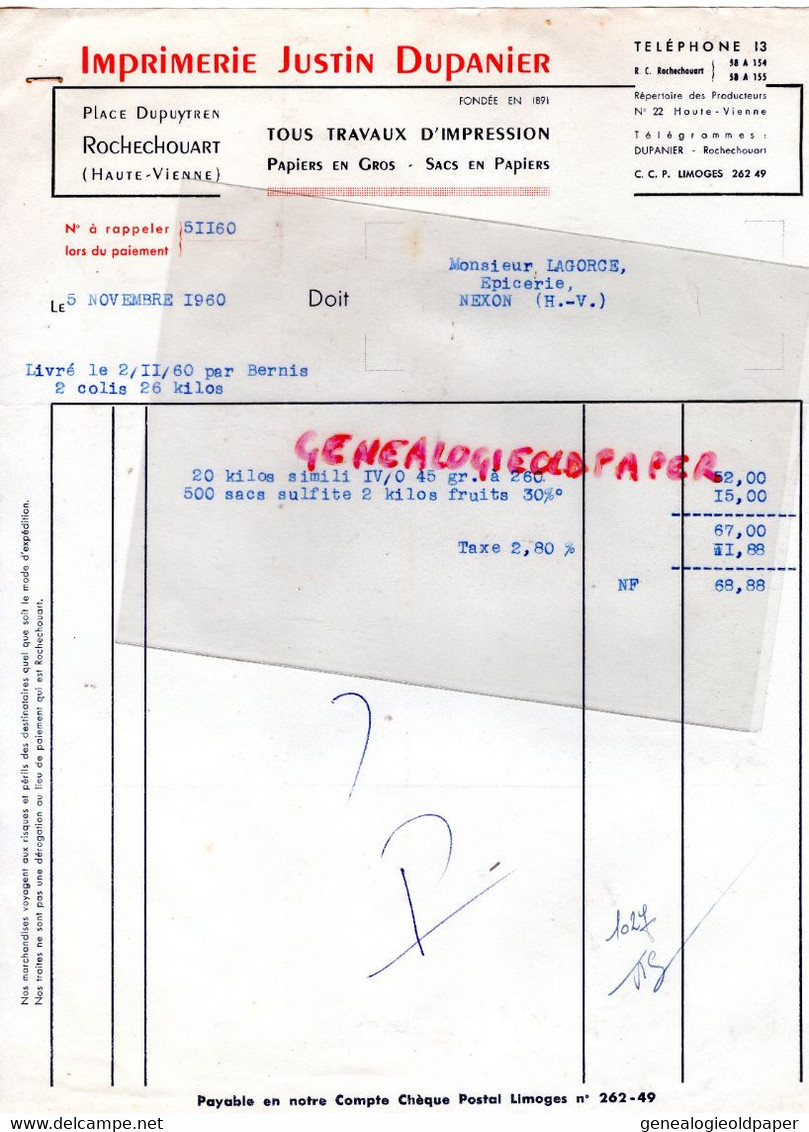 IMPRIMERIE JUSTIN DUPANIER
TELÉPHONE 13
R. C. Rochechouart } 58 A 154
58 A 155
Répertoire des Producteurs
N° 22 Haute-Vienne
Télégrammes :
DUPANIER - Rochechouart
C. C. P. LIMOGES 262 49
PLACE DUPUYTREN
ROCHECHOUART
(HAUTE-VIENNE)
FONDÉE EN 1891
TOUS TRAVAUX D'IMPRESSION
PAPIERS EN GROS - SACS EN PAPIERS
N° à rappeler } 5II60
lors du paiement
Monsieur LAGORCE,
Epicerie,
NEXON (H.-V.)
LE 5 NOVEMBRE I960 Doit
Livré le 2/II/60 par Bernis
2 colis 26 kilos
GENEALOGIEOLDPAPER
20 kilos simili IV/0 45 gr. à 260 52,00
500 sacs sulfite 2 kilos fruits 30%° I5,00
67,00
Taxe 2,80 % I,88
NF 68,88
1027
Nos marchandises voyagent aux risques et périls des destinataires quel que soit le mode d'expédition.
Nos traites ne sont pas une dérogation au lieu de paiement qui est Rochechouart.
Payable en notre Compte Chèque Postal Limoges n° 262-49
genealogieoldpaper